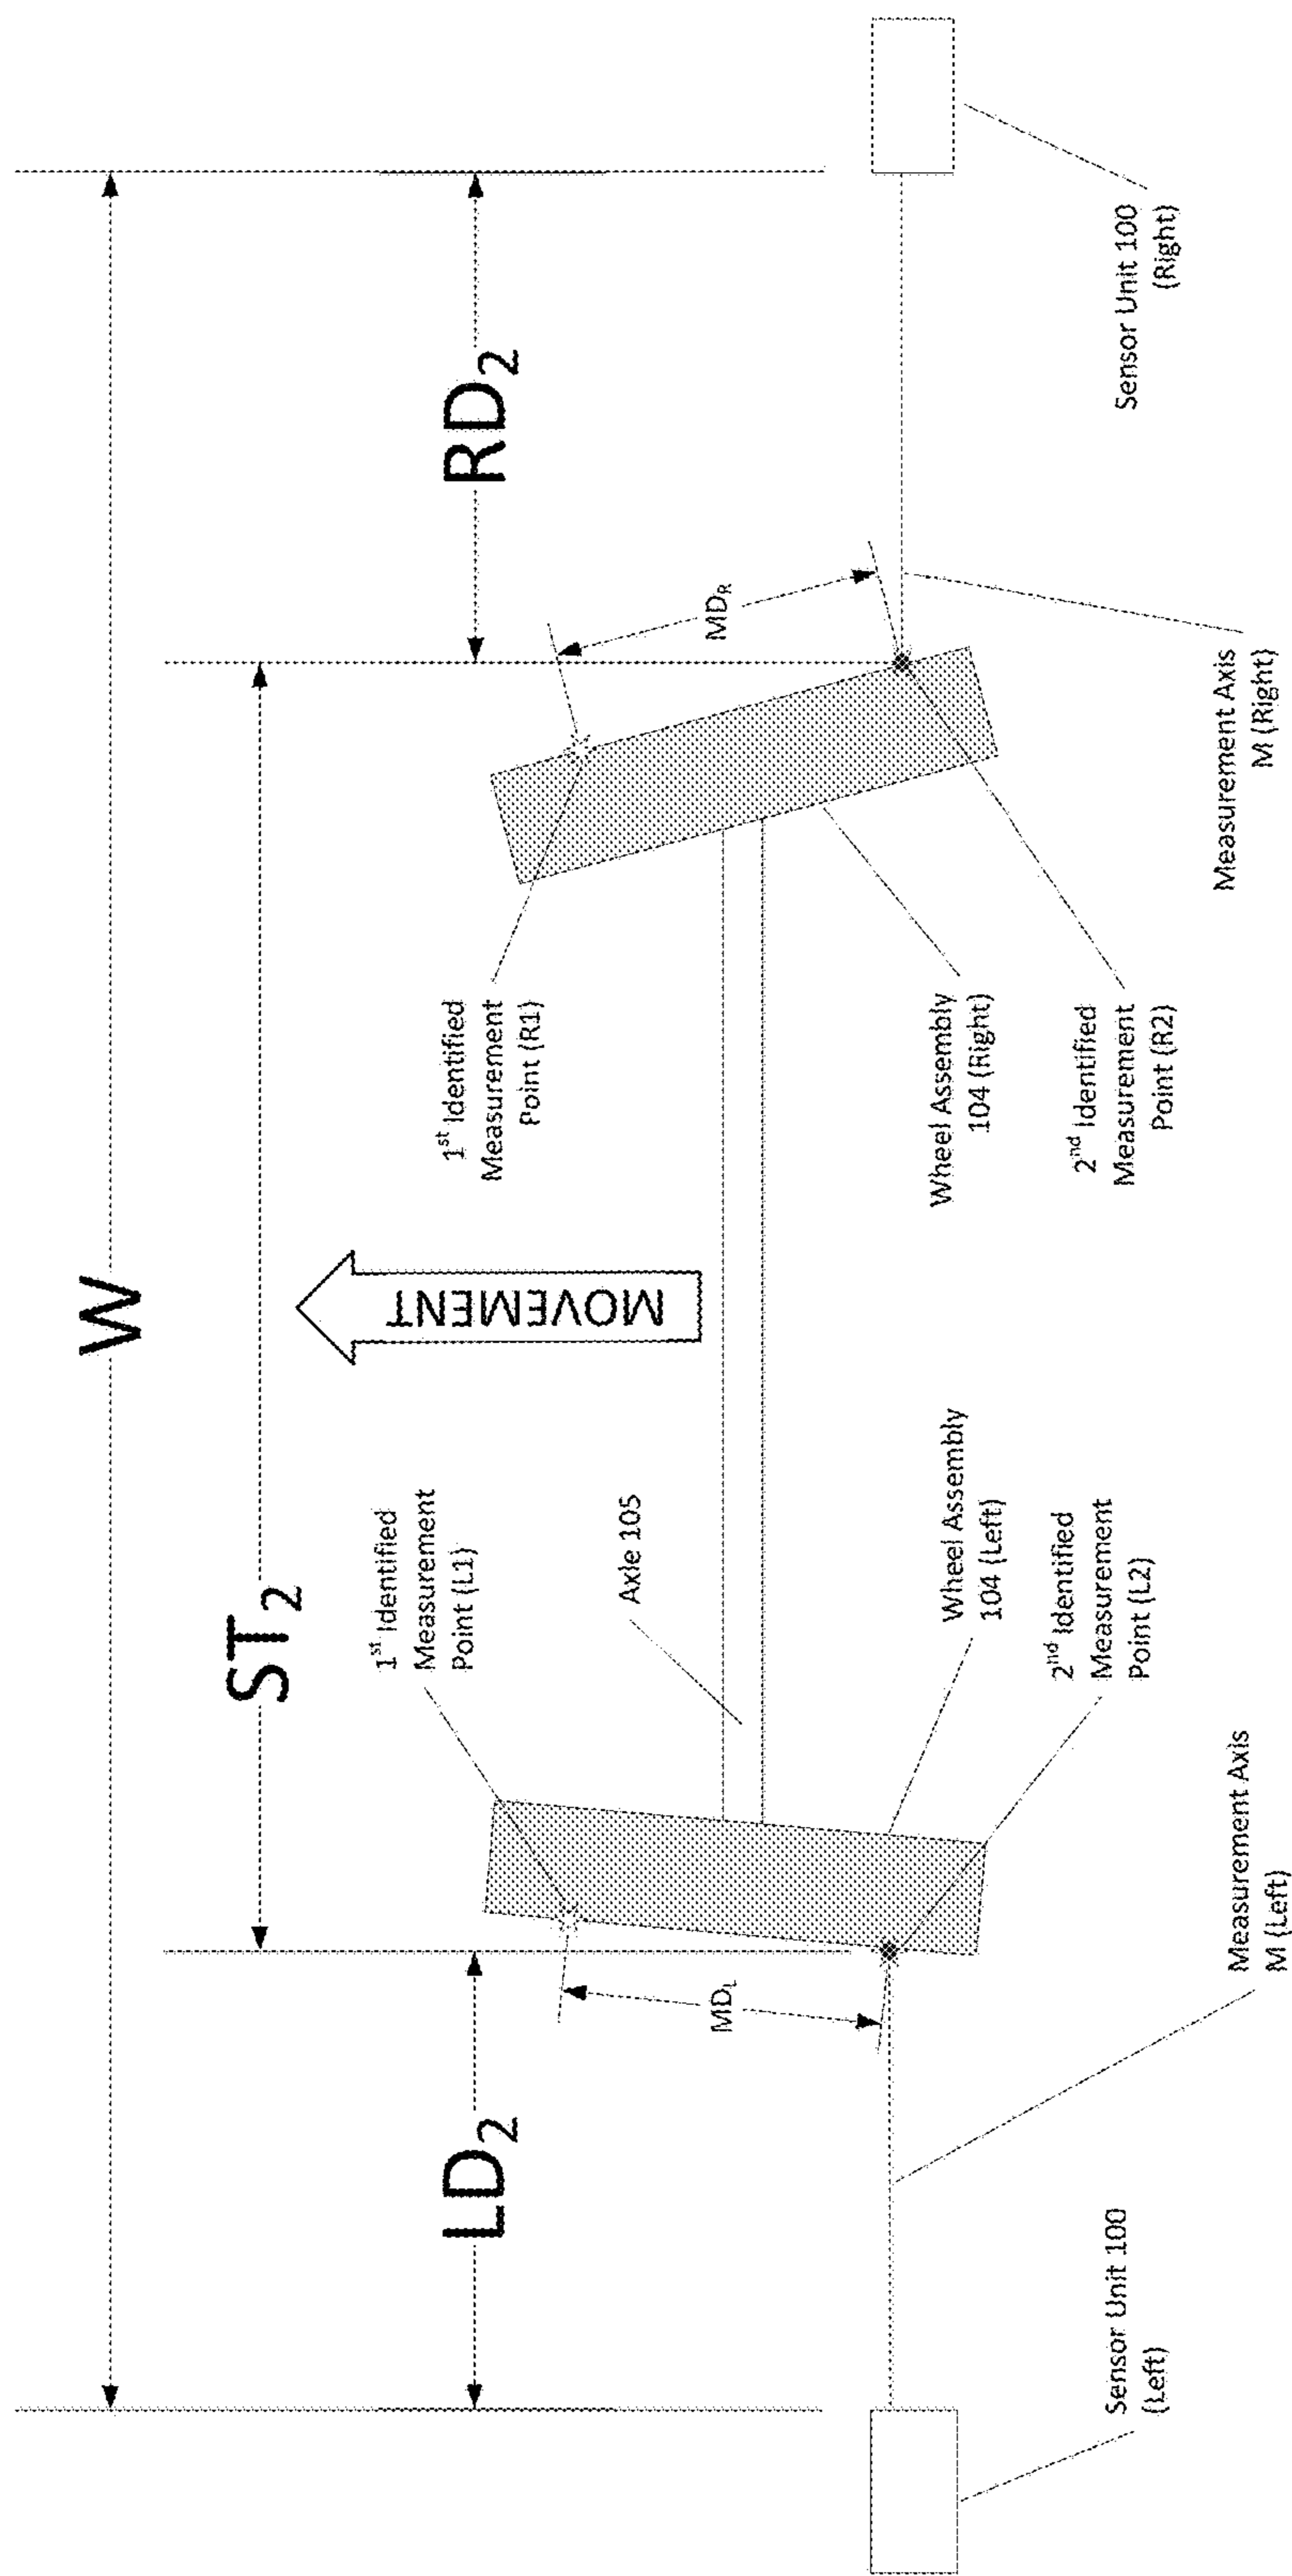 W
ST2
LD2
RD2
MOVEMENT
1st Identified
Measurement
Point (L1)
1st Identified
Measurement
Point (R1)
MDL
MDR
Axle 105
Wheel Assembly
104 (Left)
2nd Identified
Measurement
Point (L2)
Wheel Assembly
104 (Right)
2nd Identified
Measurement
Point (R2)
Sensor Unit 100
(Left)
Measurement Axis
M (Left)
Measurement Axis
M (Right)
Sensor Unit 100
(Right)